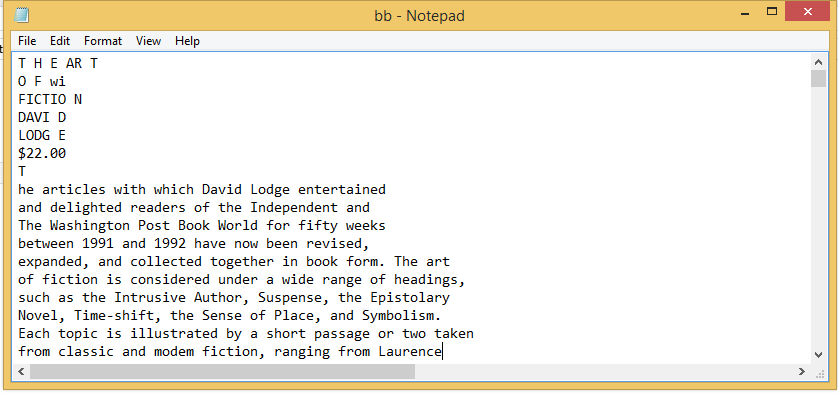 bb - Notepad
File Edit Format View Help
T H E AR T
O F wi
FICTIO N
DAVI D
LODG E
$22.00
T
he articles with which David Lodge entertained
and delighted readers of the Independent and
The Washington Post Book World for fifty weeks
between 1991 and 1992 have now been revised,
expanded, and collected together in book form. The art
of fiction is considered under a wide range of headings,
such as the Intrusive Author, Suspense, the Epistolary
Novel, Time-shift, the Sense of Place, and Symbolism.
Each topic is illustrated by a short passage or two taken
from classic and modem fiction, ranging from Laurence